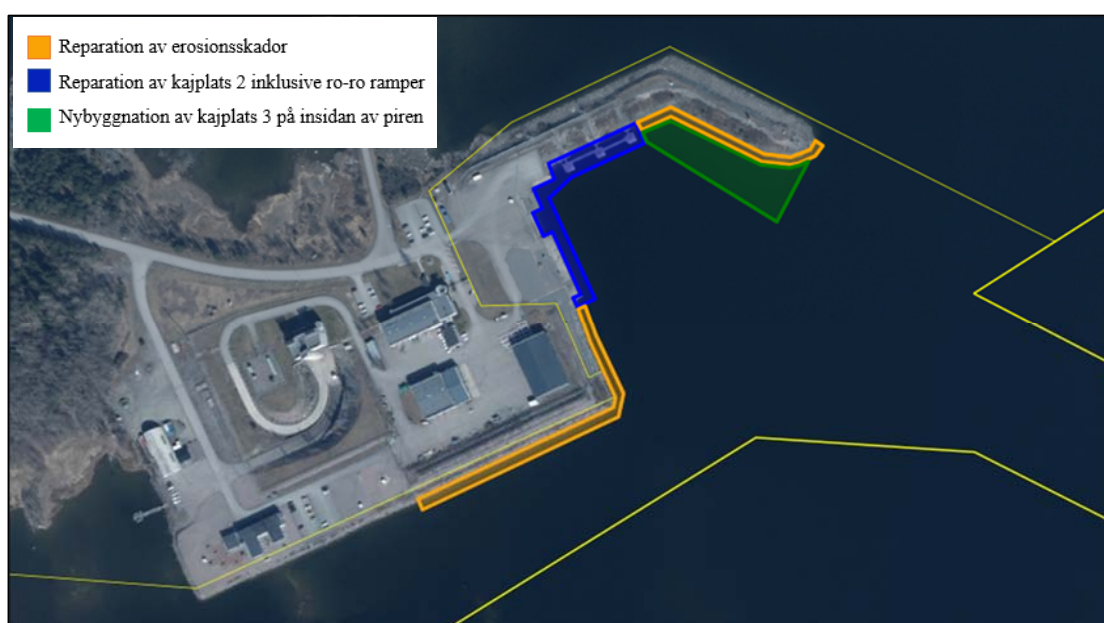 Reparation av erosionsskador
Reparation av kajplats 2 inklusive ro-ro ramper
Nybyggnation av kajplats 3 på insidan av piren